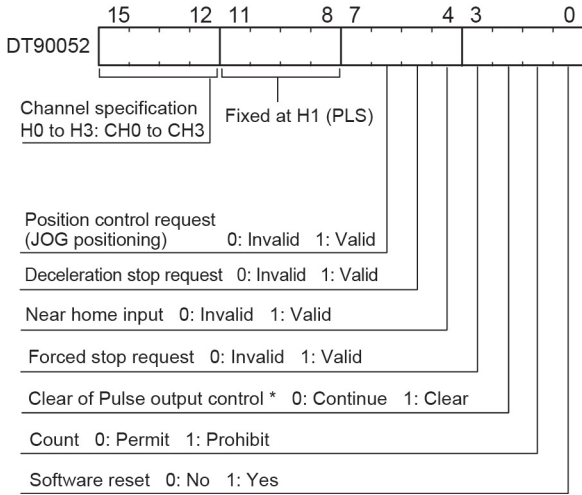 15 12 11 8 7 4 3 0
DT90052
Channel specification
H0 to H3: CH0 to CH3
Fixed at H1 (PLS)
Position control request
(JOG positioning) 0: Invalid 1: Valid
Deceleration stop request 0: Invalid 1: Valid
Near home input 0: Invalid 1: Valid
Forced stop request 0: Invalid 1: Valid
Clear of Pulse output control * 0: Continue 1: Clear
Count 0: Permit 1: Prohibit
Software reset 0: No 1: Yes